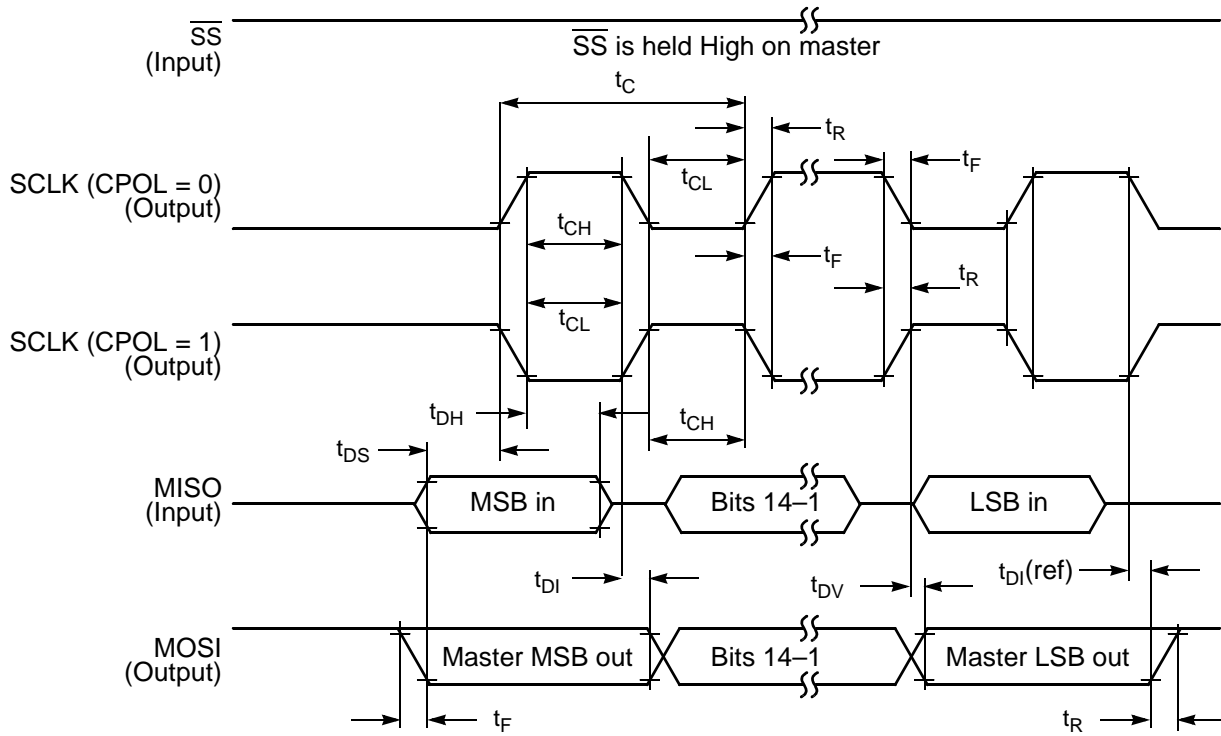 SS
(Input)
SS is held High on master
tC
tR
tCL
tF
SCLK (CPOL = 0)
(Output)
tCH
tF
tR
tCL
SCLK (CPOL = 1)
(Output)
tDH
tCH
tDS
MISO
(Input)
MSB in
Bits 14–1
LSB in
tDI
tDV
tDI(ref)
MOSI
(Output)
Master MSB out
Bits 14–1
Master LSB out
tF
tR